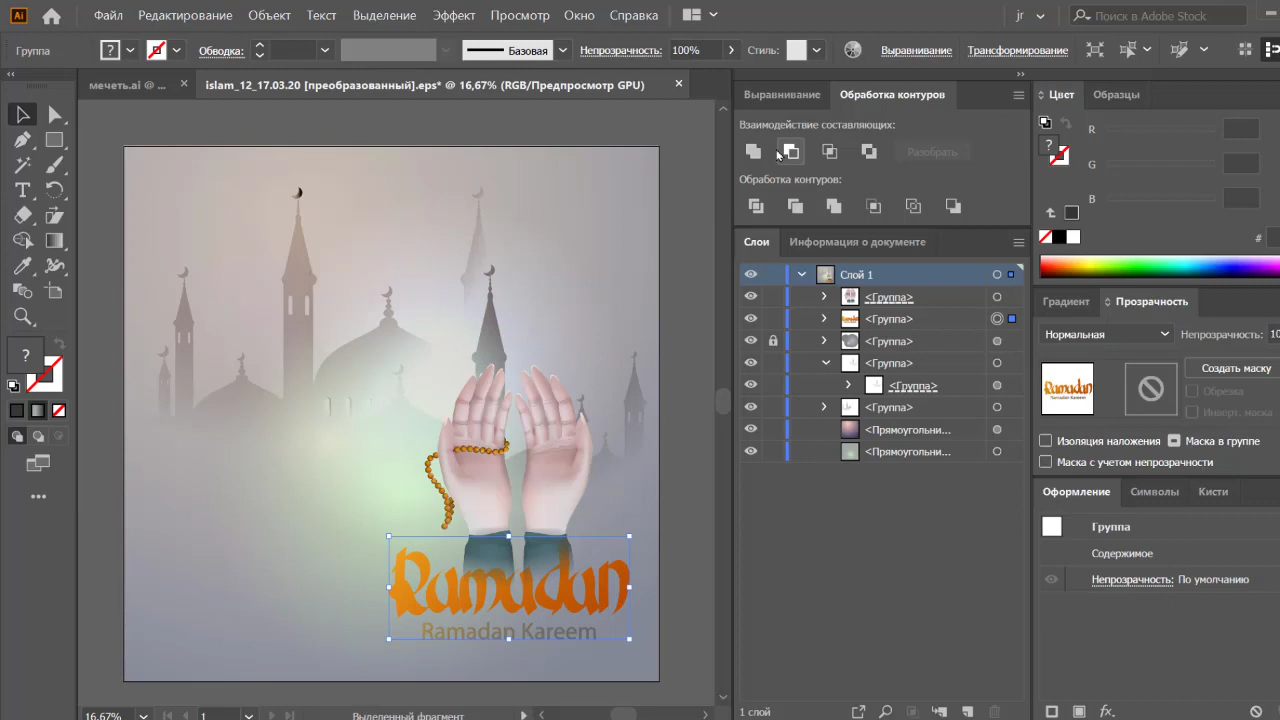 Файл Редактирование Объект Текст Выделение Эффект Просмотр Окно Справка jr Поиск в Adobe Stock
Группа ? Обводка: Базовая Непрозрачность: 100% Стиль: Выравнивание Трансформирование
мечеть.ai @ ... × islam_12_17.03.20 [преобразованный].eps* @ 16,67% (RGB/Предпросмотр GPU) ×
Выравнивание Обработка контуров
Взаимодействие составляющих:
Разобрать
Обработка контуров:
Слои Информация о документе
Слой 1
<Группа>
<Группа>
<Группа>
<Группа>
<Группа>
<Группа>
<Прямоугольни...
<Прямоугольни...
1 слой
Цвет Образцы
R
G
B
#
Градиент Прозрачность
Нормальная Непрозрачность: 10
Создать маску
Обрезка
Инверт. маска
Изоляция наложения Маска в группе
Маска с учетом непрозрачности
Оформление Символы Кисти
Группа
Содержимое
Непрозрачность: По умолчанию
fx
Ramadan
Ramadan Kareem
16,67% 1 Выделенный фрагмент